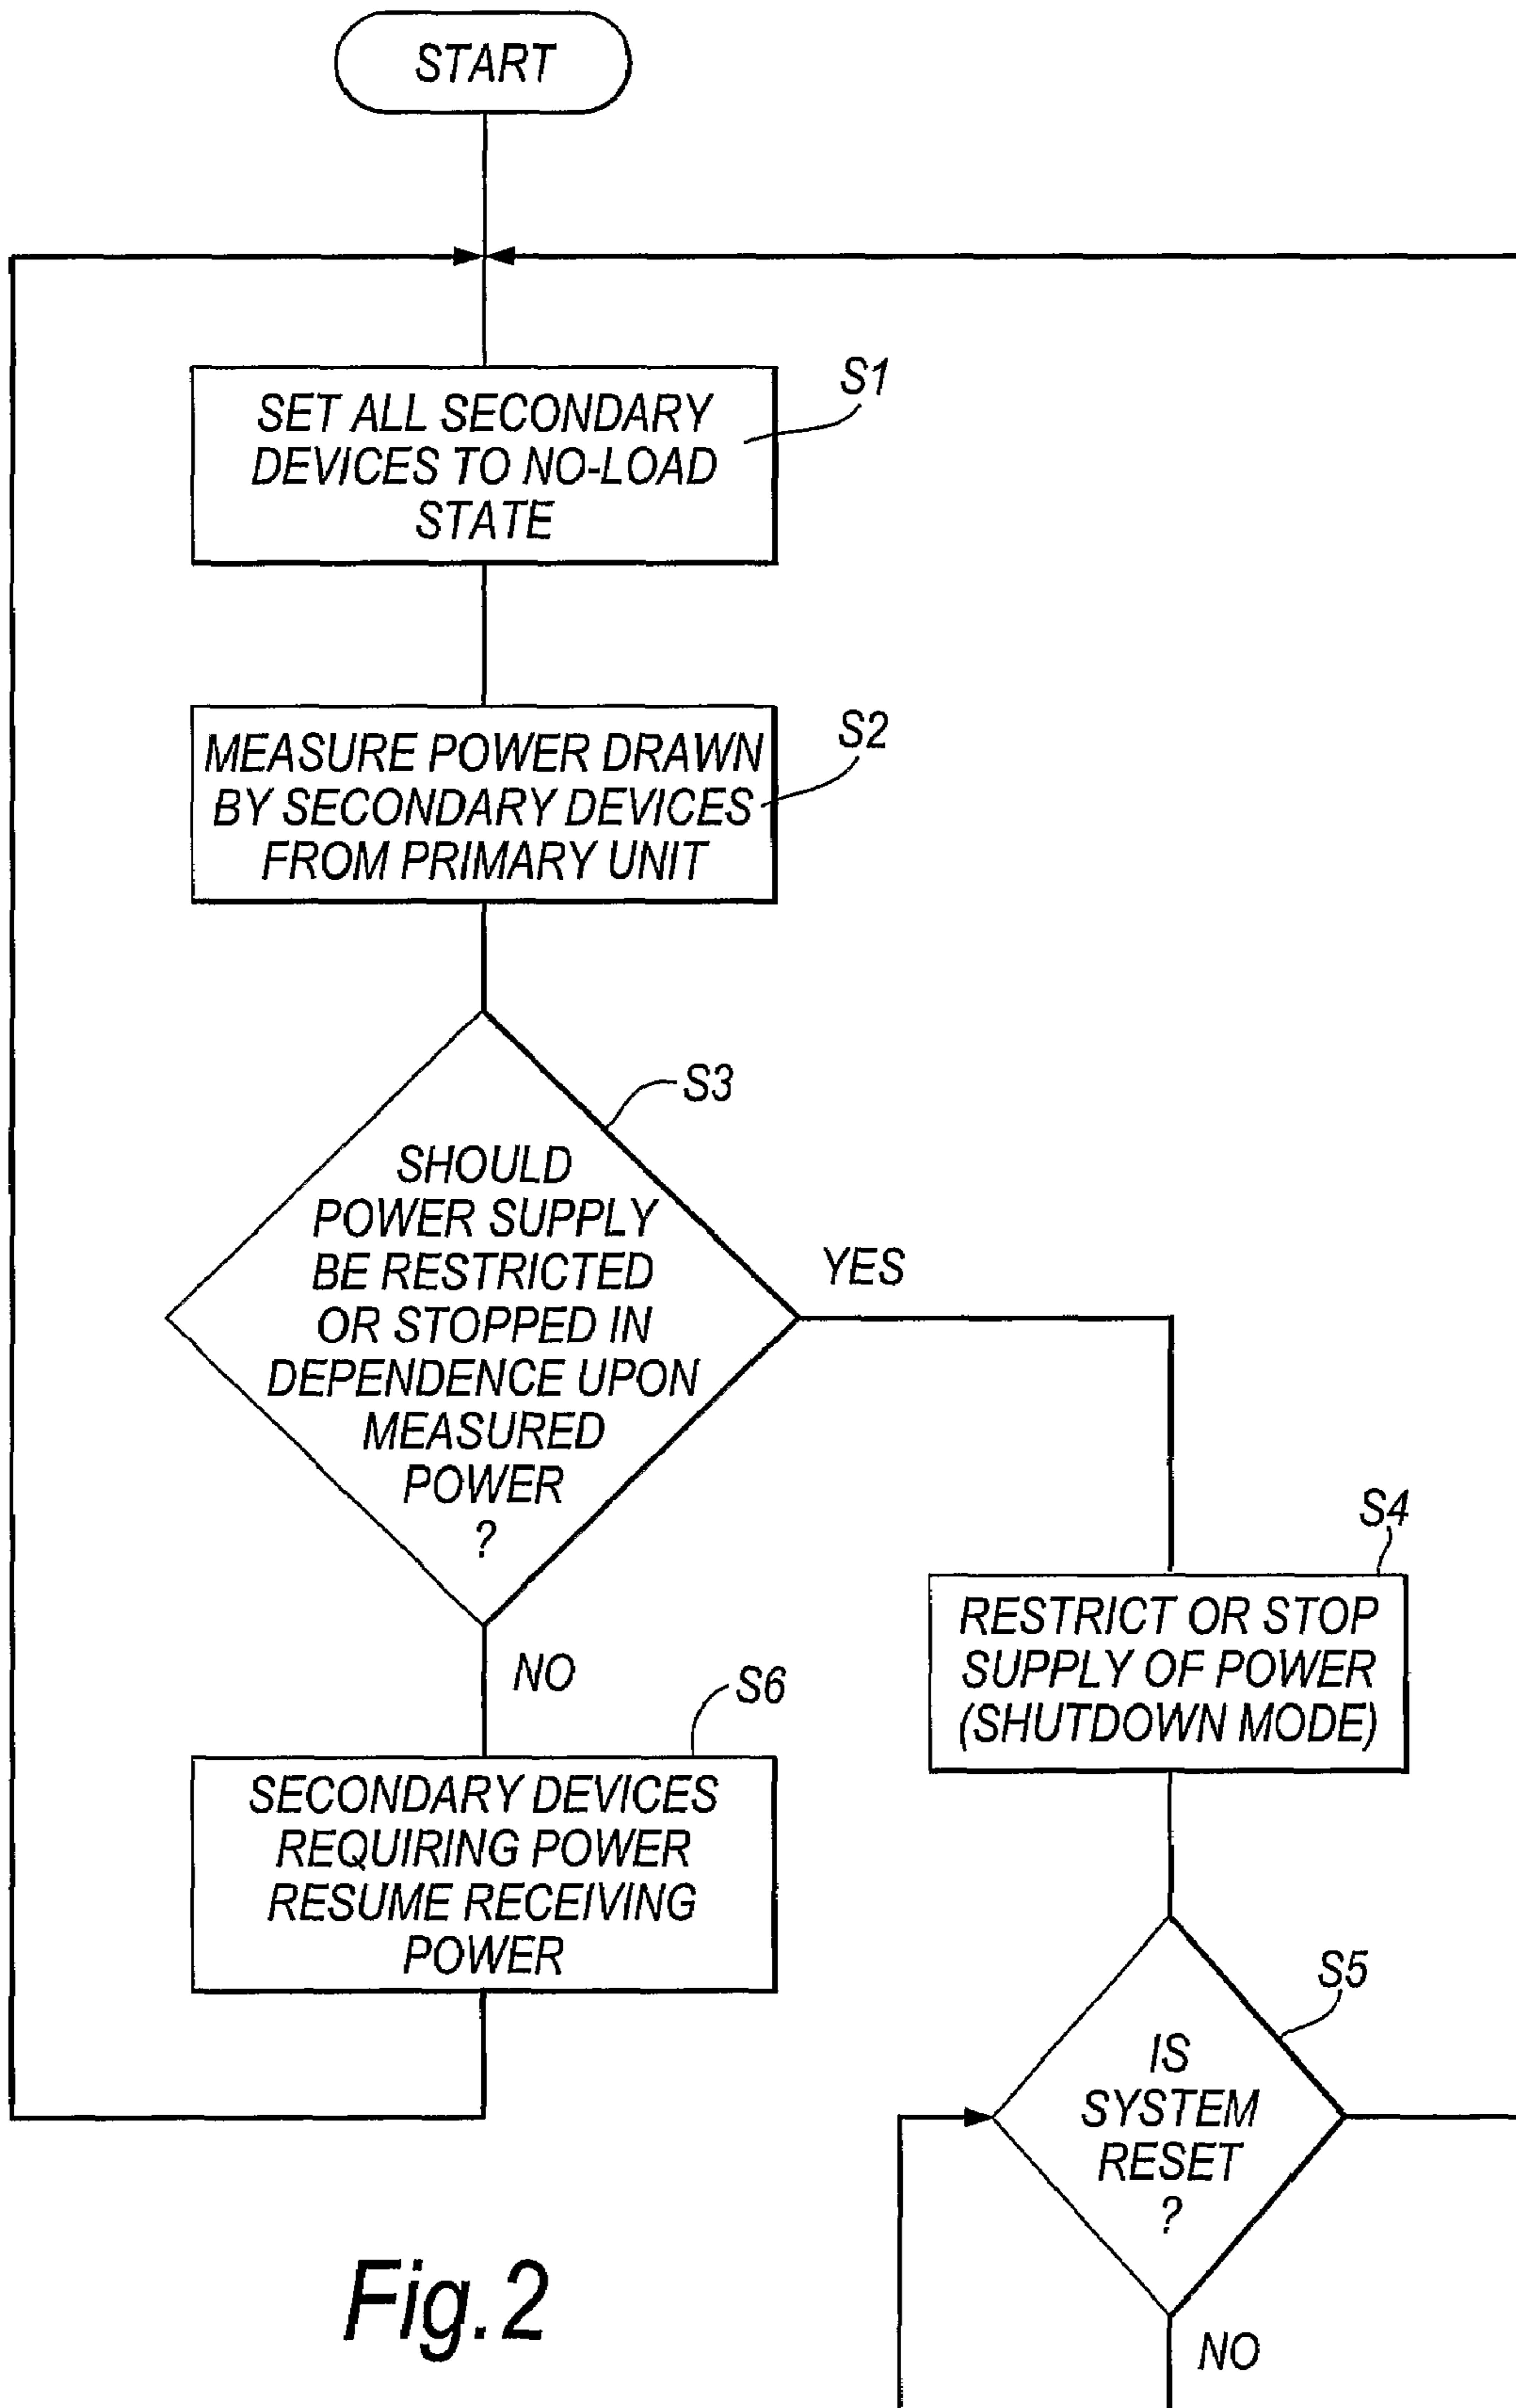 START
S1
SET ALL SECONDARY
DEVICES TO NO-LOAD
STATE
S2
MEASURE POWER DRAWN
BY SECONDARY DEVICES
FROM PRIMARY UNIT
S3
SHOULD
POWER SUPPLY
BE RESTRICTED
OR STOPPED IN
DEPENDENCE UPON
MEASURED
POWER
?
YES
NO
S4
RESTRICT OR STOP
SUPPLY OF POWER
(SHUTDOWN MODE)
S6
SECONDARY DEVICES
REQUIRING POWER
RESUME RECEIVING
POWER
S5
IS
SYSTEM
RESET
?
NO
Fig.2